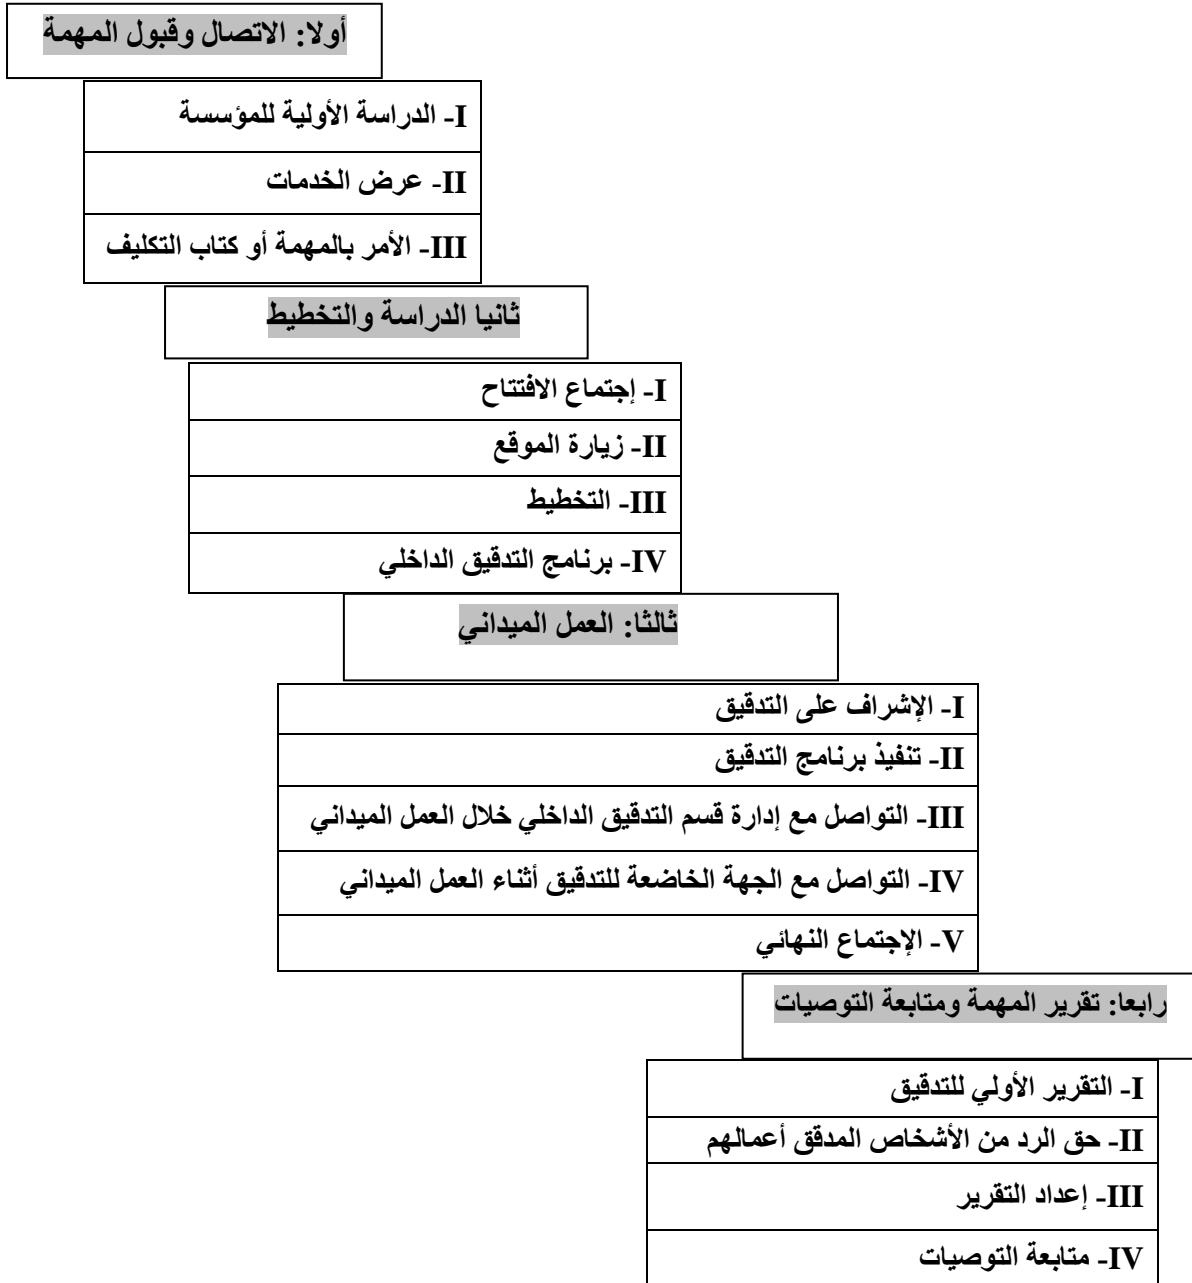 أولا: الاتصال وقبول المهمة
I- الدراسة الأولية للمؤسسة
II- عرض الخدمات
III- الأمر بالمهمة أو كتاب التكليف
ثانيا الدراسة والتخطيط
I- إجتماع الافتتاح
II- زيارة الموقع
III- التخطيط
IV- برنامج التدقيق الداخلي
ثالثا: العمل الميداني
I- الإشراف على التدقيق
II- تنفيذ برنامج التدقيق
III- التواصل مع إدارة قسم التدقيق الداخلي خلال العمل الميداني
IV- التواصل مع الجهة الخاضعة للتدقيق أثناء العمل الميداني
V- الإجتماع النهائي
رابعا: تقرير المهمة ومتابعة التوصيات
I- التقرير الأولي للتدقيق
II- حق الرد من الأشخاص المدقق أعمالهم
III- إعداد التقرير
IV- متابعة التوصيات